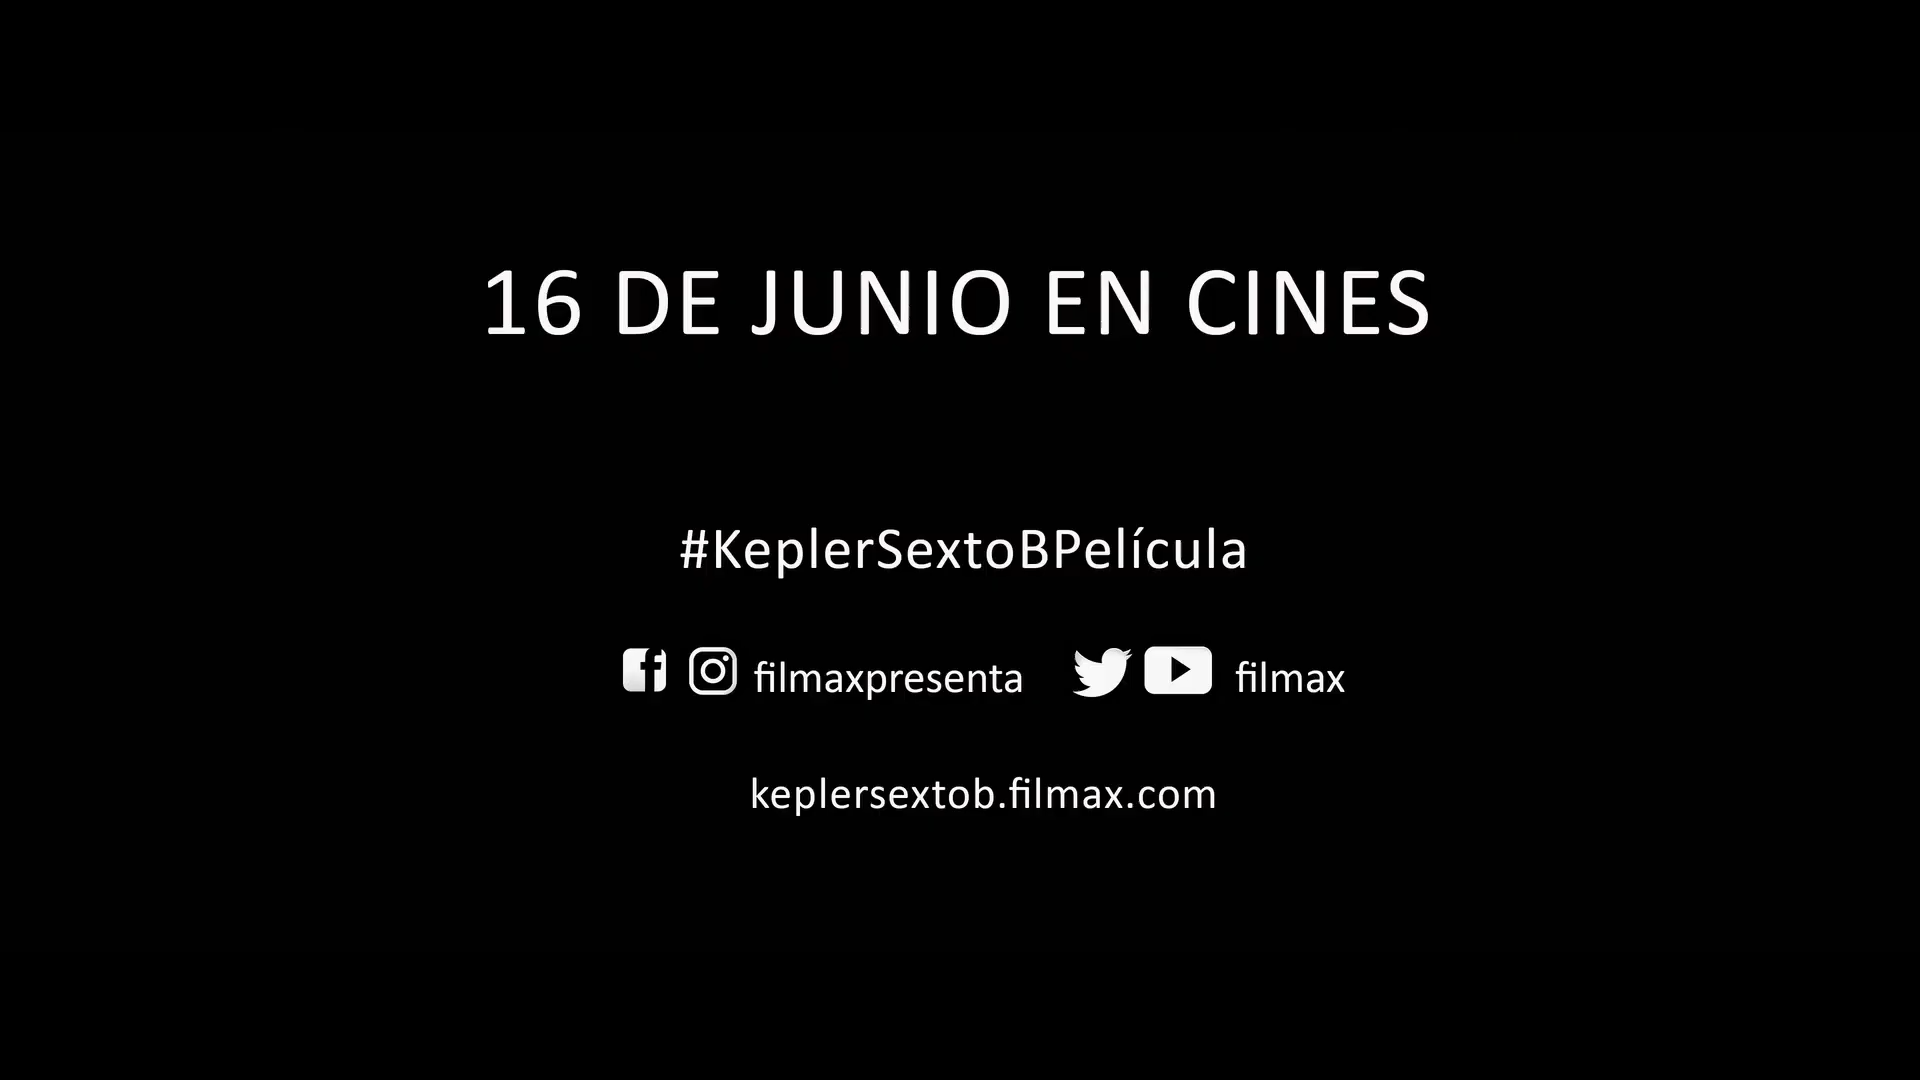 16 DE JUNIO EN CINES
#KeplerSextoBPelícula
filmaxpresenta filmax
keplersextob.filmax.com